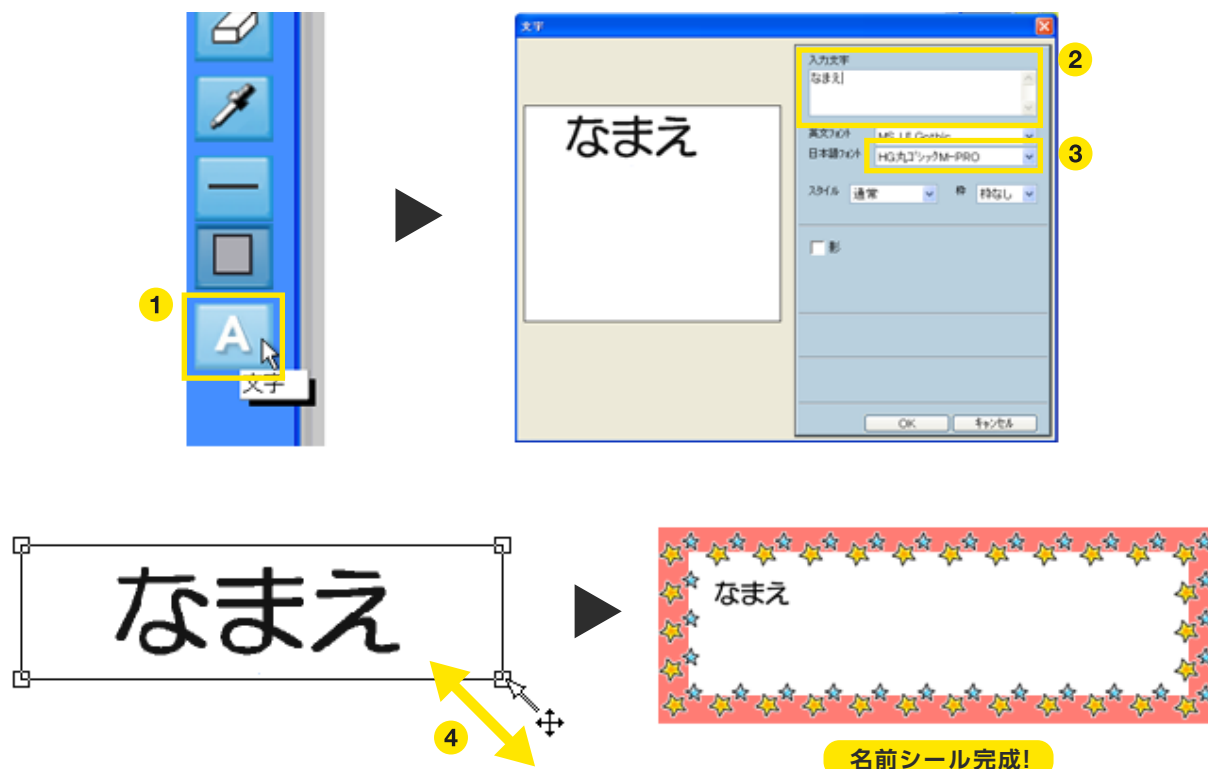 1
A
文字
文字
入力文字
なまえ
2
なまえ
英文フォント MS UI Gothic
日本語フォント HG丸ゴシックM-PRO
3
スタイル 通常 枠 枠なし
影
OK キャンセル
なまえ
4
なまえ
名前シール完成!